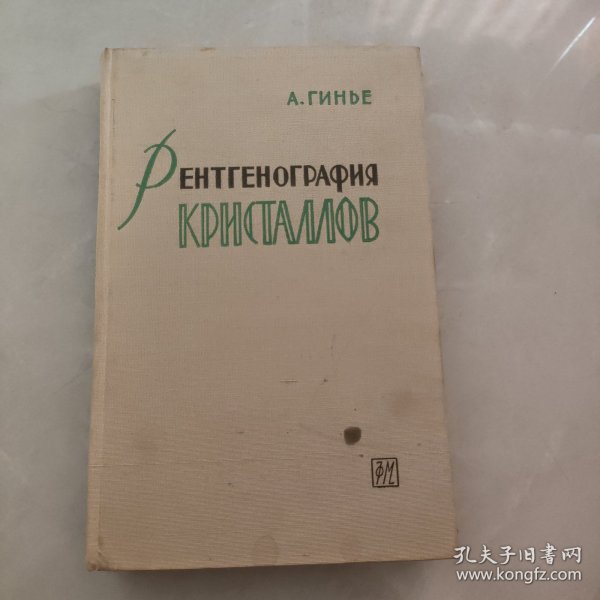 А. ГИНЬЕ
РЕНТГЕНОГРАФИЯ
КРИСТАЛЛОВ
ФМ
孔夫子旧书网
www.kongfz.com